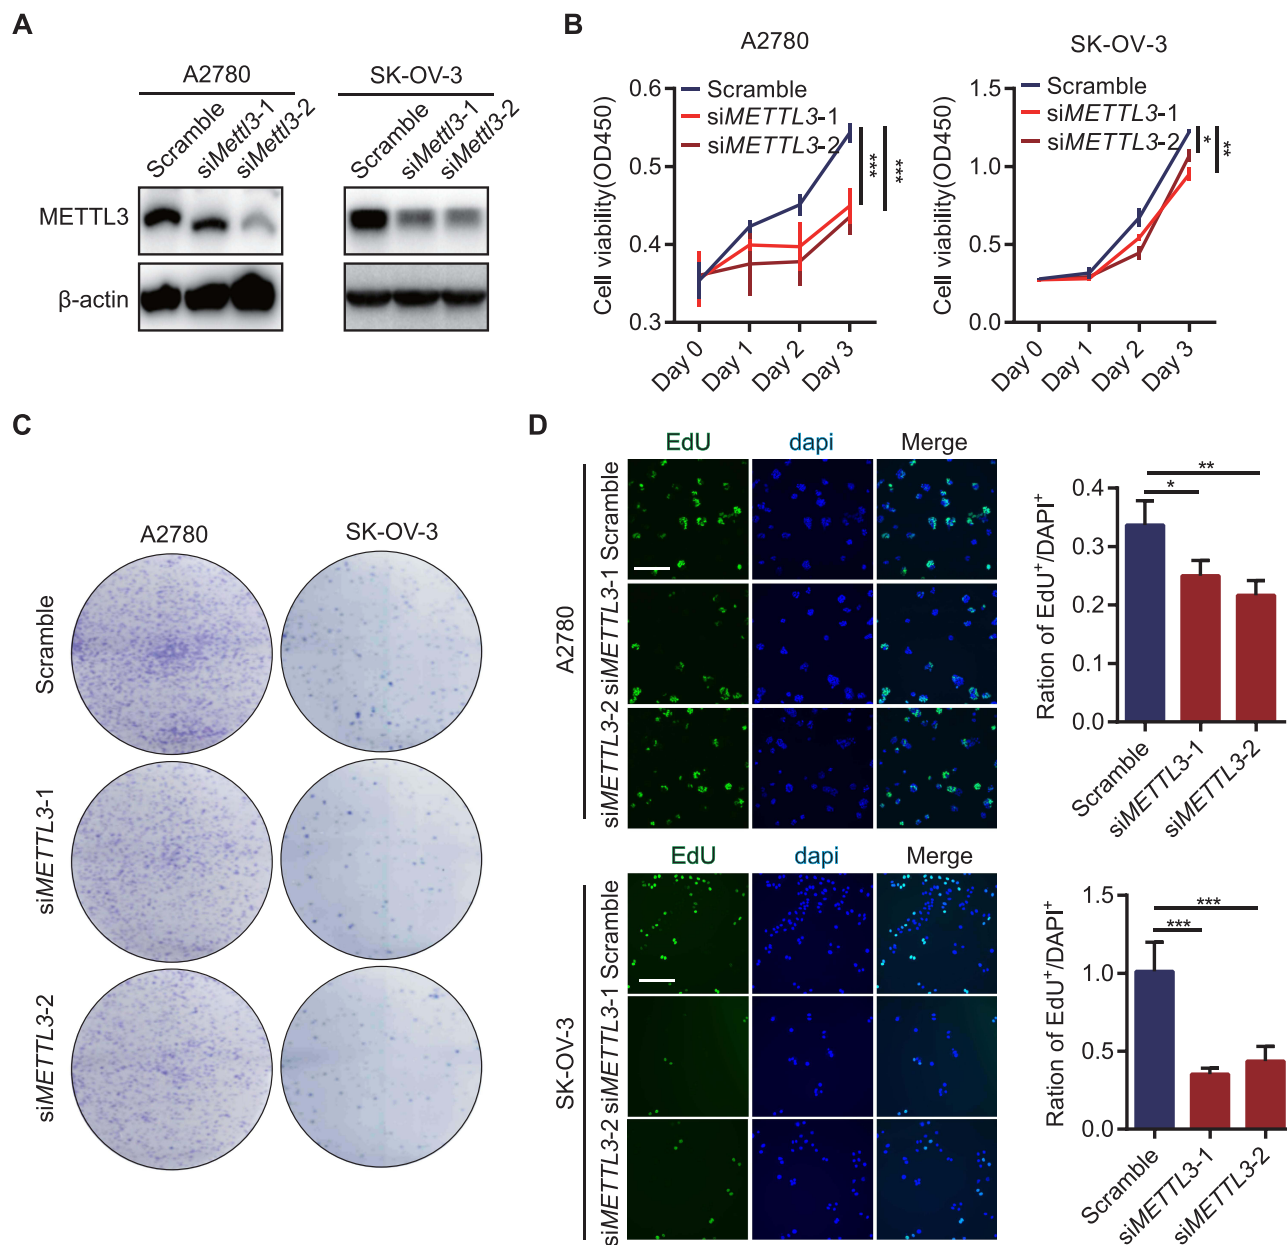 A
A2780
SK-OV-3
Scramble
siMettl3-1
siMettl3-2
Scramble
siMettl3-1
siMettl3-2
METTL3
β-actin
B
A2780
Cell viability(OD450)
0.6
0.5
0.4
0.3
Scramble
siMETTL3-1
siMETTL3-2
***
***
Day 0
Day 1
Day 2
Day 3
SK-OV-3
Cell viability(OD450)
1.5
1.0
0.5
0.0
Scramble
siMETTL3-1
siMETTL3-2
*
**
Day 0
Day 1
Day 2
Day 3
C
A2780
SK-OV-3
Scramble
siMETTL3-1
siMETTL3-2
D
EdU
dapi
Merge
A2780
Scramble
siMETTL3-1
siMETTL3-2
Ration of EdU⁺/DAPI⁺
0.4
0.3
0.2
0.1
0.0
*
**
Scramble
siMETTL3-1
siMETTL3-2
EdU
dapi
Merge
SK-OV-3
Scramble
siMETTL3-1
siMETTL3-2
Ration of EdU⁺/DAPI⁺
1.5
1.0
0.5
0.0
***
***
Scramble
siMETTL3-1
siMETTL3-2